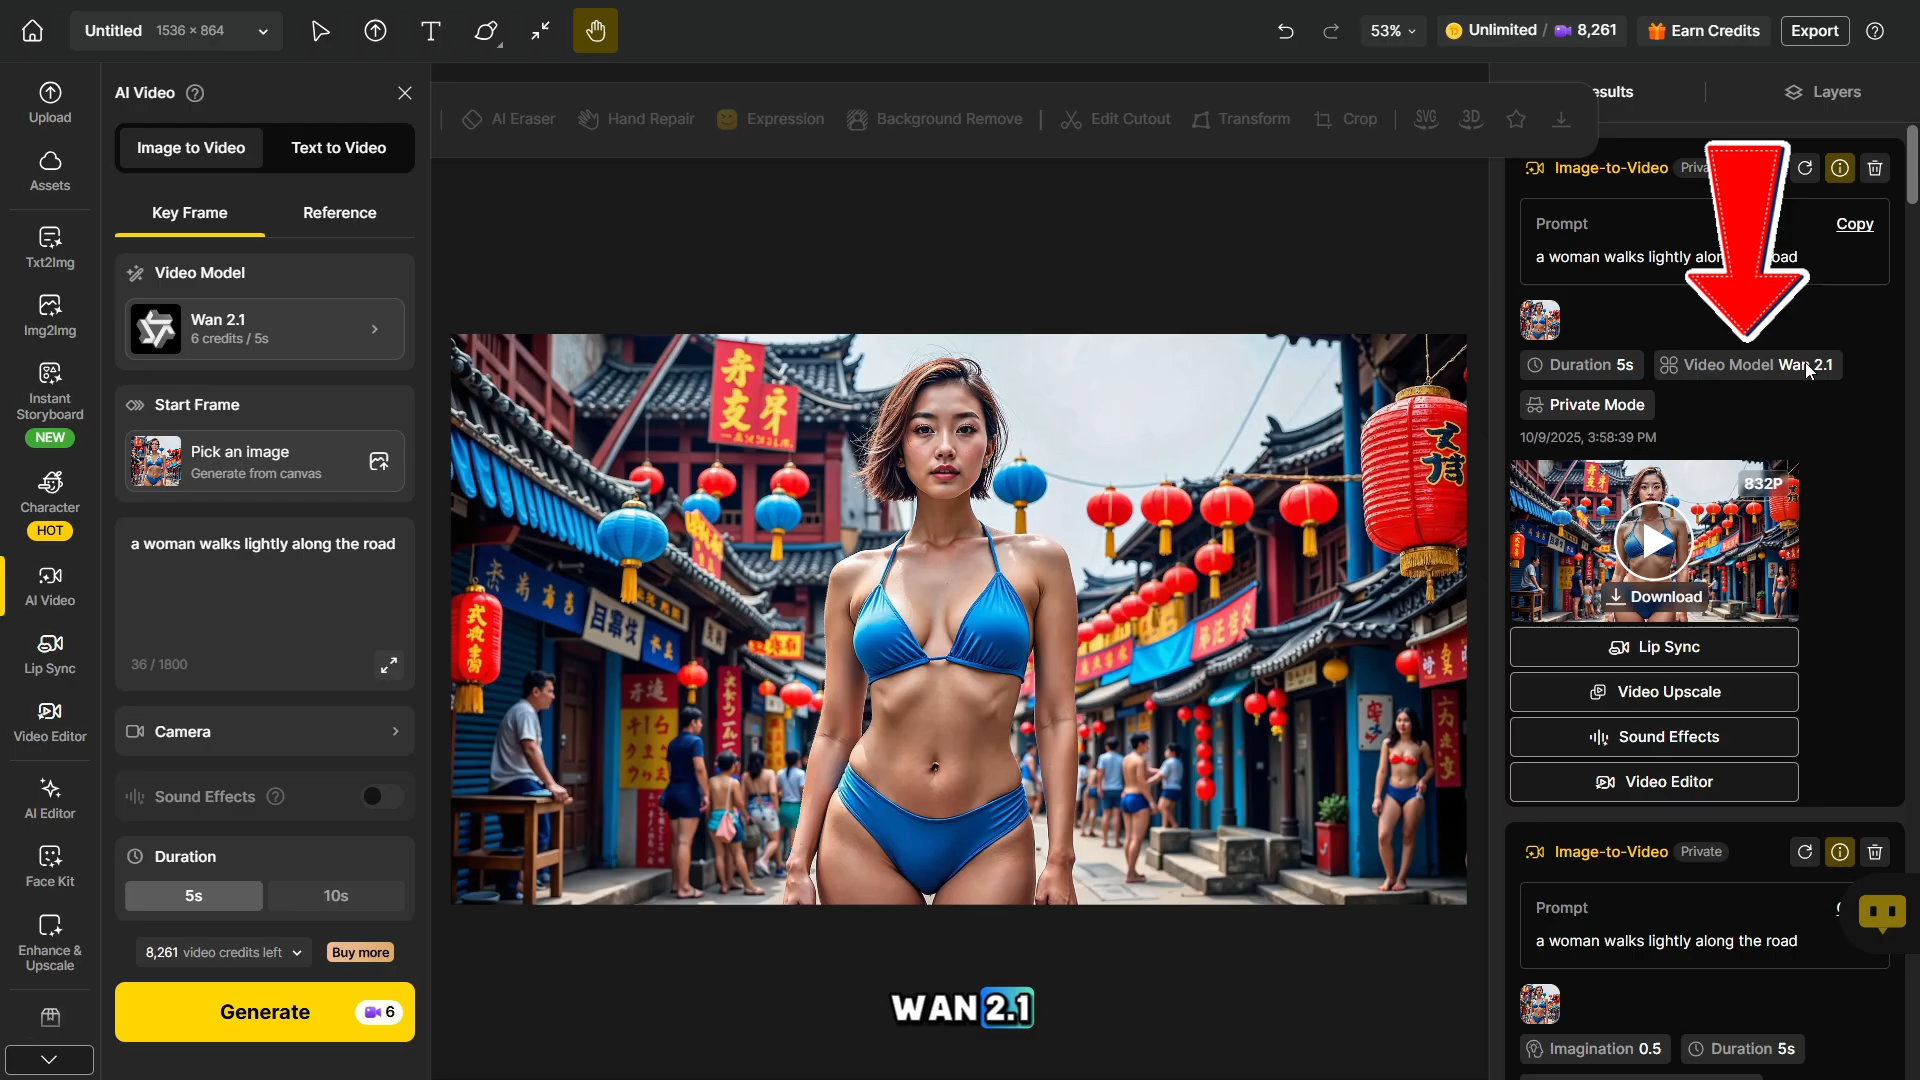 Untitled 1536 × 864
53%
Unlimited / 8,261
Earn Credits
Export
Upload
Assets
Txt2Img
Img2Img
Instant
Storyboard
NEW
Character
HOT
AI Video
Lip Sync
Video Editor
AI Editor
Face Kit
Enhance &
Upscale
AI Video
Image to Video
Text to Video
Key Frame
Reference
Video Model
Wan 2.1
6 credits / 5s
Start Frame
Pick an image
Generate from canvas
a woman walks lightly along the road
36 / 1800
Camera
Sound Effects
Duration
5s
10s
8,261 video credits left
Buy more
Generate
6
AI Eraser
Hand Repair
Expression
Background Remove
Edit Cutout
Transform
Crop
SVG
3D
WAN 2.1
Layers
Image-to-Video
Prompt
Copy
a woman walks lightly
Duration 5s
Video Model Wan 2.1
Private Mode
10/9/2025, 3:58:39 PM
832P
Download
Lip Sync
Video Upscale
Sound Effects
Video Editor
Image-to-Video Private
Prompt
a woman walks lightly along the road
Imagination 0.5
Duration 5s